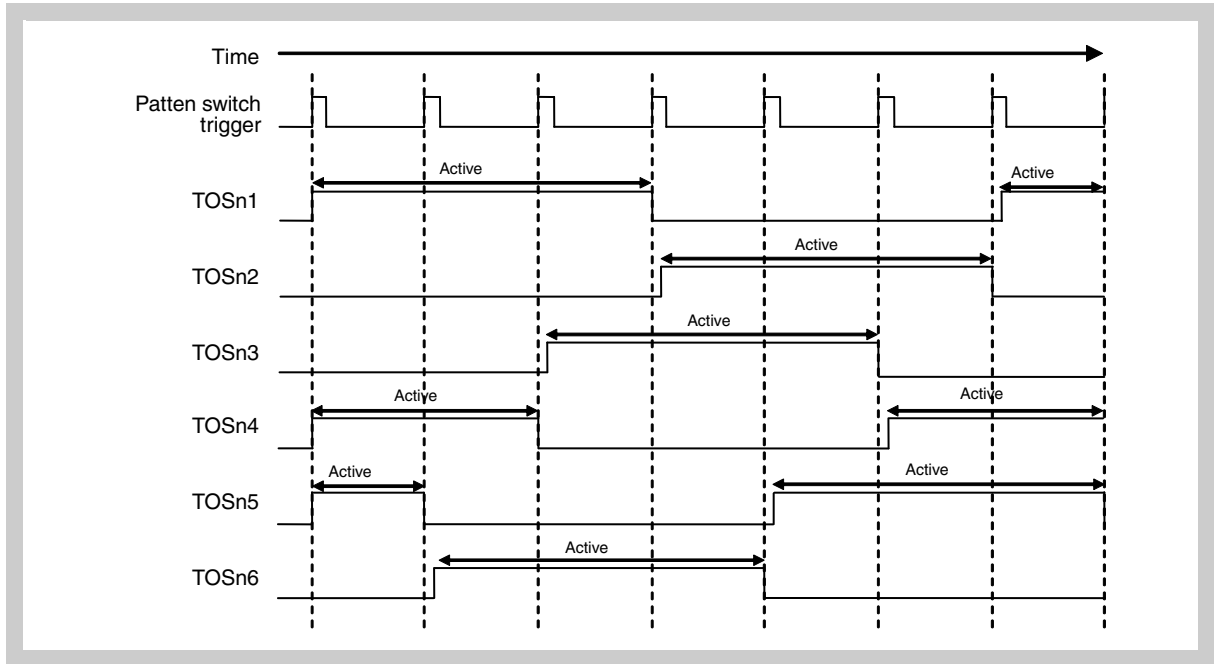 Time
Patten switch
trigger
Active
Active
TOSn1
Active
TOSn2
Active
TOSn3
Active
Active
TOSn4
Active
Active
TOSn5
Active
TOSn6